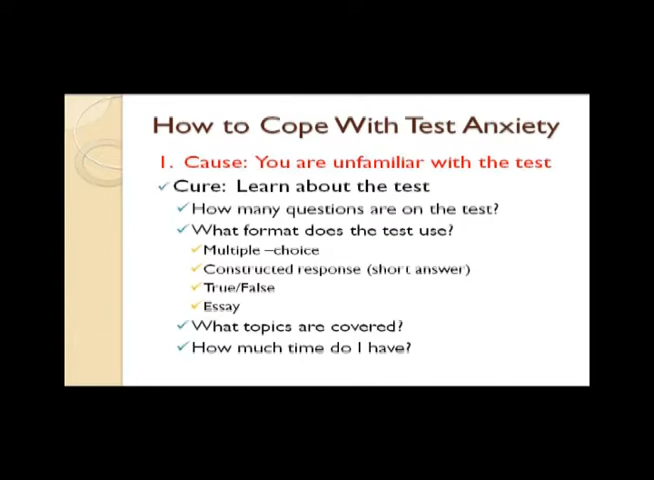 How to Cope With Test Anxiety
1. Cause: You are unfamiliar with the test
✓Cure: Learn about the test
✓How many questions are on the test?
✓What format does the test use?
✓Multiple –choice
✓Constructed response (short answer)
✓True/False
✓Essay
✓What topics are covered?
✓How much time do I have?